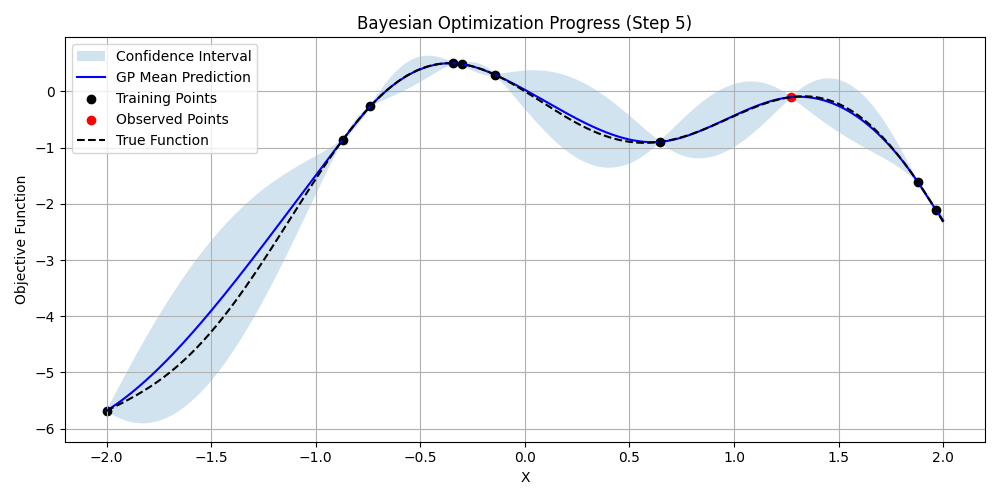 Bayesian Optimization Progress (Step 5)
Confidence Interval
GP Mean Prediction
Training Points
Observed Points
True Function
Objective Function
0
−1
−2
−3
−4
−5
−6
−2.0 −1.5 −1.0 −0.5 0.0 0.5 1.0 1.5 2.0
X